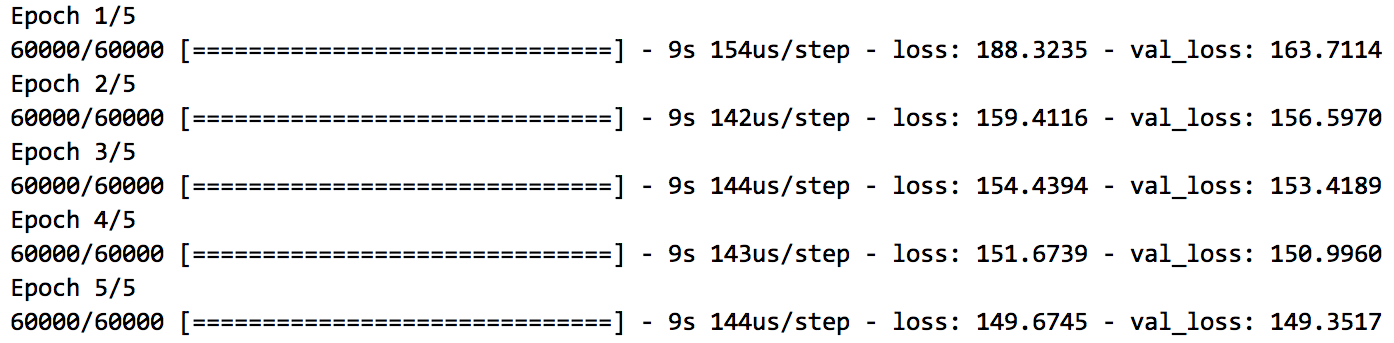 Epoch 1/5
60000/60000 [==============================] - 9s 154us/step - loss: 188.3235 - val_loss: 163.7114
Epoch 2/5
60000/60000 [==============================] - 9s 142us/step - loss: 159.4116 - val_loss: 156.5970
Epoch 3/5
60000/60000 [==============================] - 9s 144us/step - loss: 154.4394 - val_loss: 153.4189
Epoch 4/5
60000/60000 [==============================] - 9s 143us/step - loss: 151.6739 - val_loss: 150.9960
Epoch 5/5
60000/60000 [==============================] - 9s 144us/step - loss: 149.6745 - val_loss: 149.3517